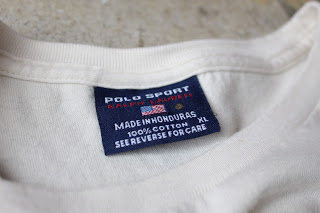 POLO SPORT
MADE IN HONDURAS XL
100% COTTON
SEE REVERSE FOR CARE